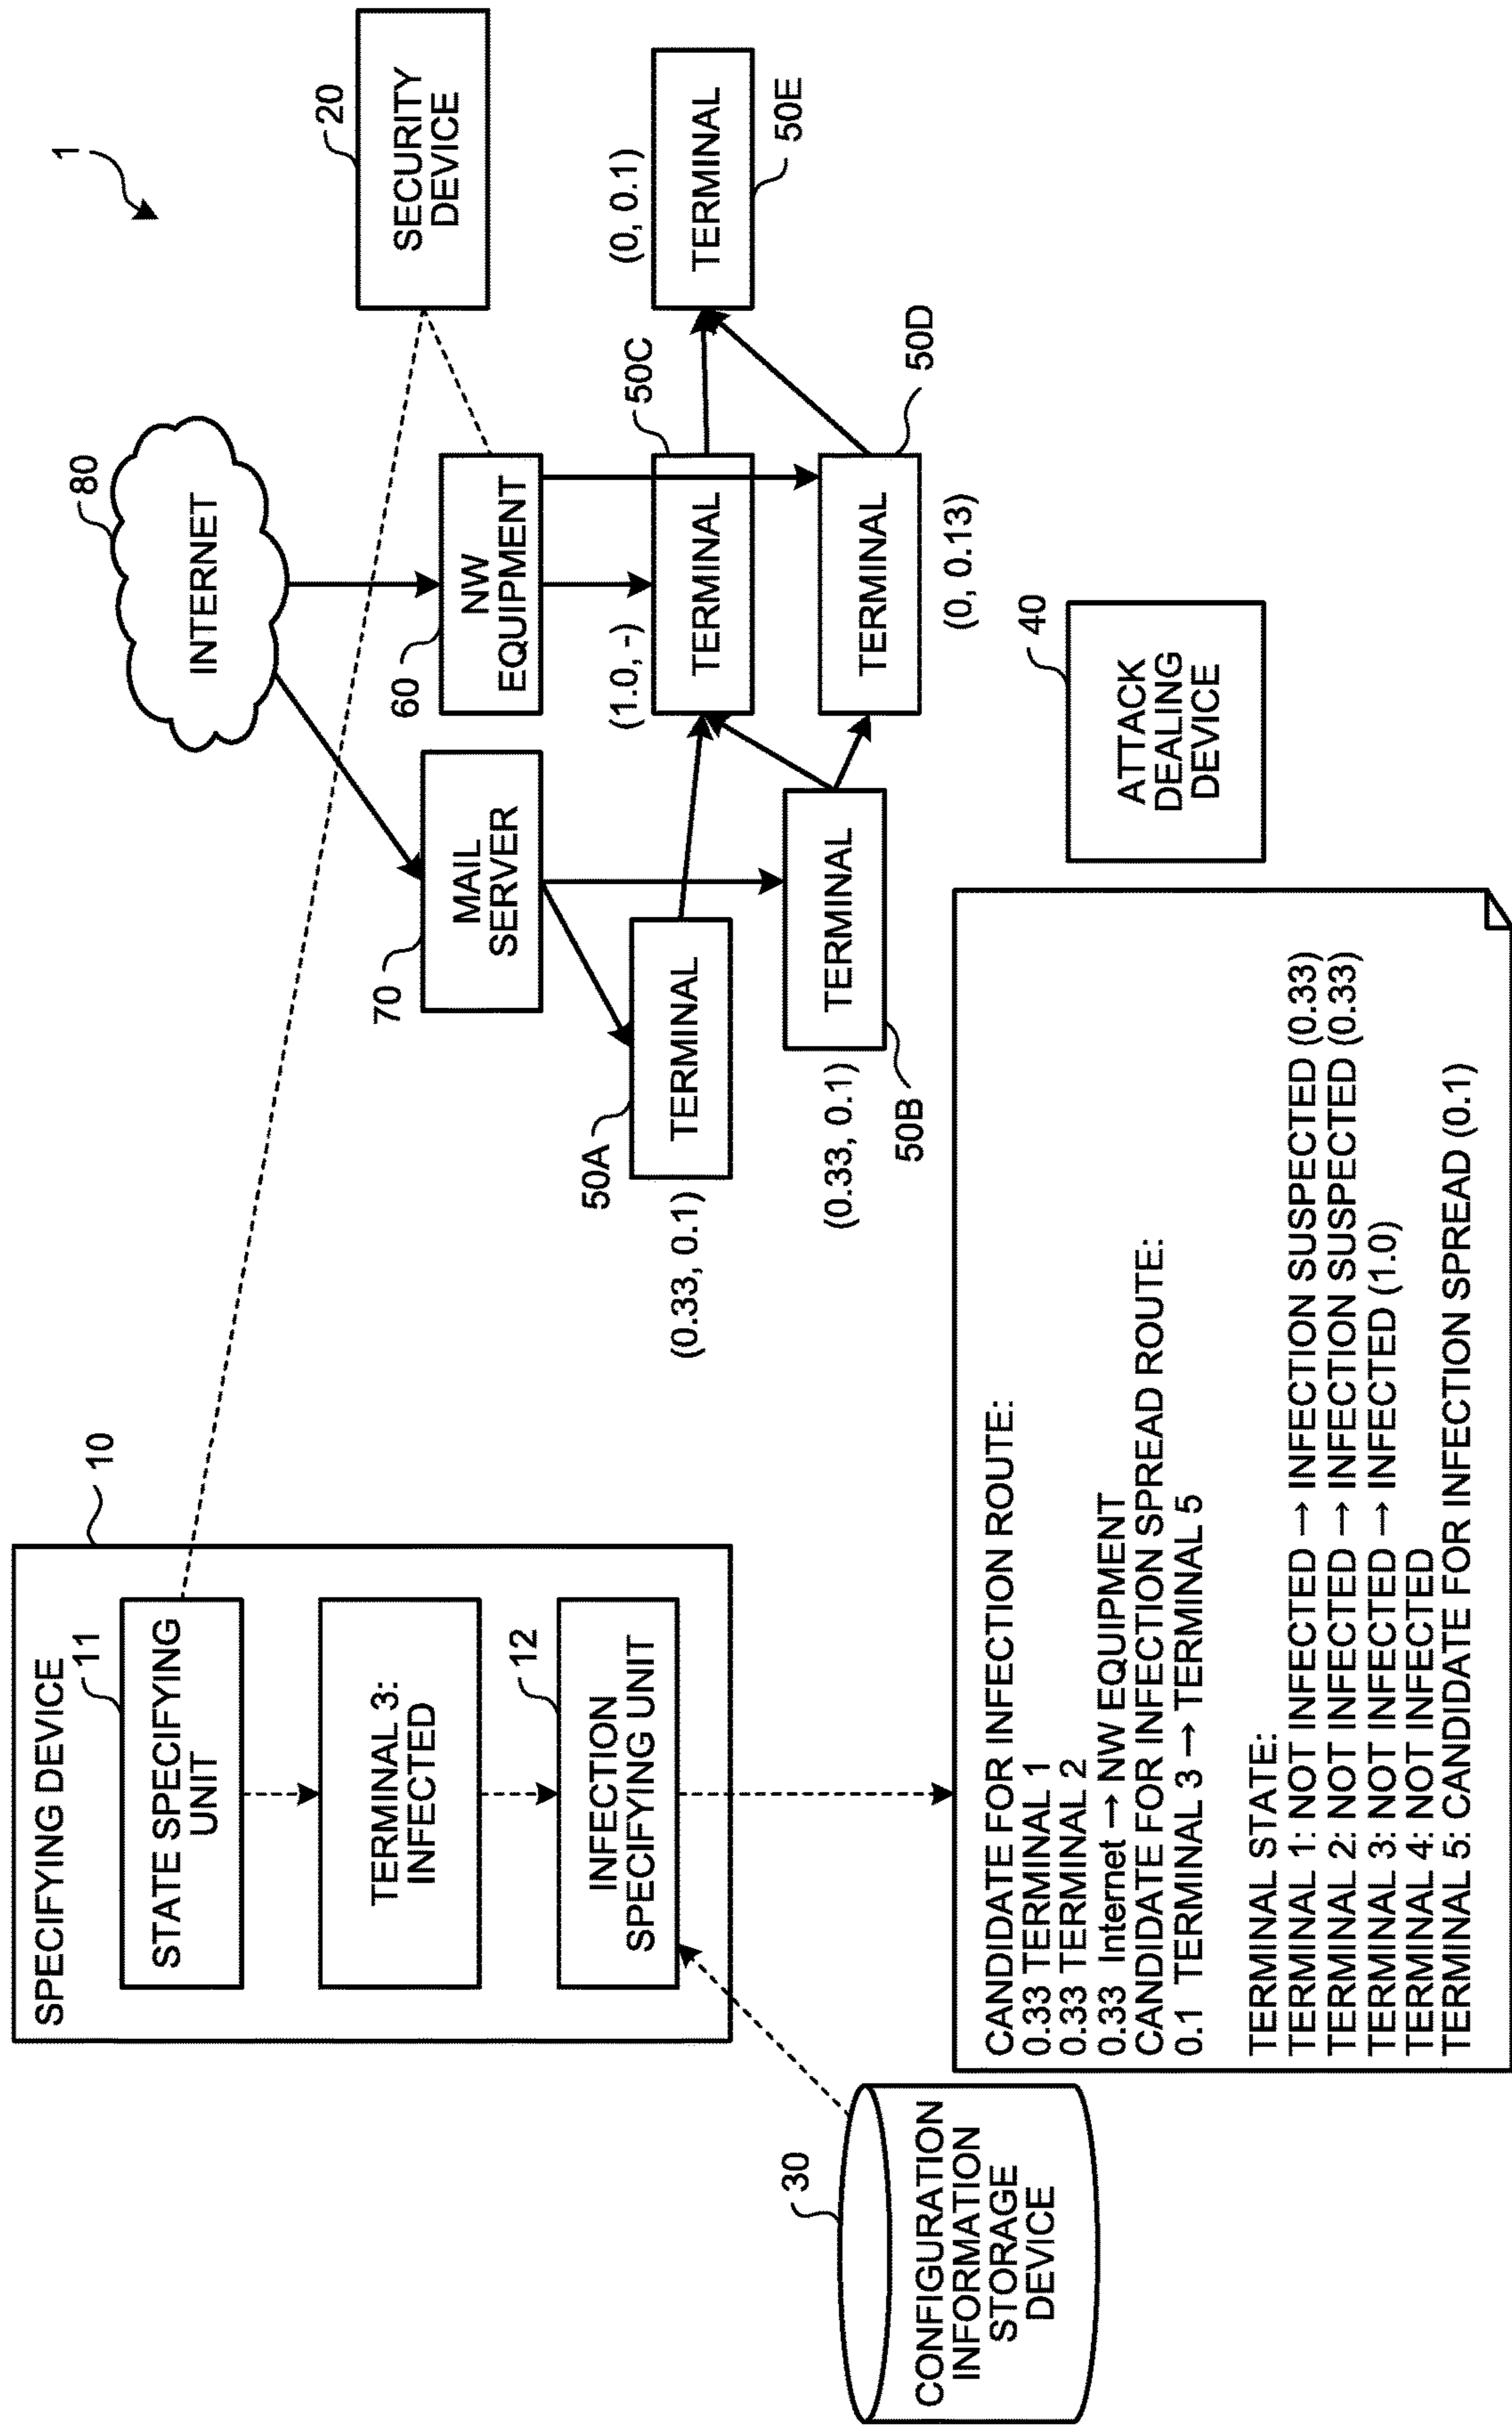 1
SPECIFYING DEVICE
10
11
STATE SPECIFYING
UNIT
TERMINAL 3:
INFECTED
12
INFECTION
SPECIFYING UNIT
30
CONFIGURATION
INFORMATION
STORAGE
DEVICE
80
INTERNET
20
SECURITY
DEVICE
70
MAIL
SERVER
60
NW
EQUIPMENT
50A
TERMINAL
(0.33, 0.1)
TERMINAL
(0.33, 0.1)
50B
(1.0, -)
50C
TERMINAL
50D
TERMINAL
(0, 0.13)
(0, 0.1)
TERMINAL
50E
40
ATTACK
DEALING
DEVICE
CANDIDATE FOR INFECTION ROUTE:
0.33 TERMINAL 1
0.33 TERMINAL 2
0.33 Internet → NW EQUIPMENT
CANDIDATE FOR INFECTION SPREAD ROUTE:
0.1 TERMINAL 3 → TERMINAL 5
TERMINAL STATE:
TERMINAL 1: NOT INFECTED → INFECTION SUSPECTED (0.33)
TERMINAL 2: NOT INFECTED → INFECTION SUSPECTED (0.33)
TERMINAL 3: NOT INFECTED → INFECTED (1.0)
TERMINAL 4: NOT INFECTED
TERMINAL 5: CANDIDATE FOR INFECTION SPREAD (0.1)